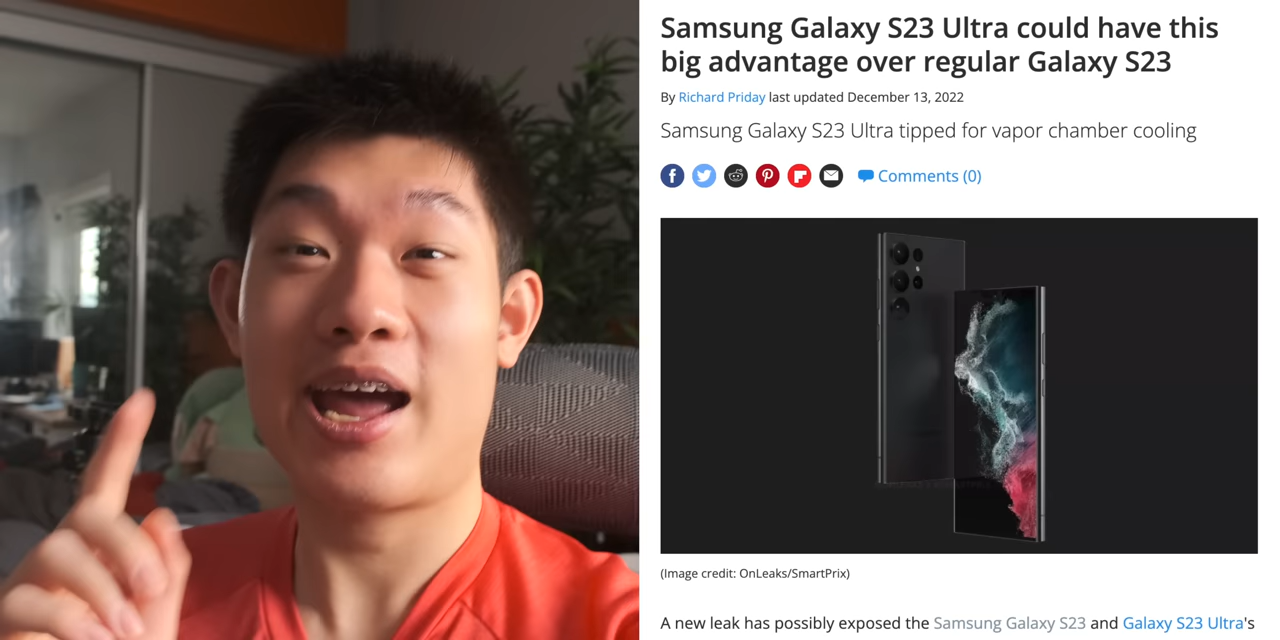 Samsung Galaxy S23 Ultra could have this
big advantage over regular Galaxy S23
By Richard Priday last updated December 13, 2022
Samsung Galaxy S23 Ultra tipped for vapor chamber cooling
Comments (0)
(Image credit: OnLeaks/SmartPrix)
A new leak has possibly exposed the Samsung Galaxy S23 and Galaxy S23 Ultra's